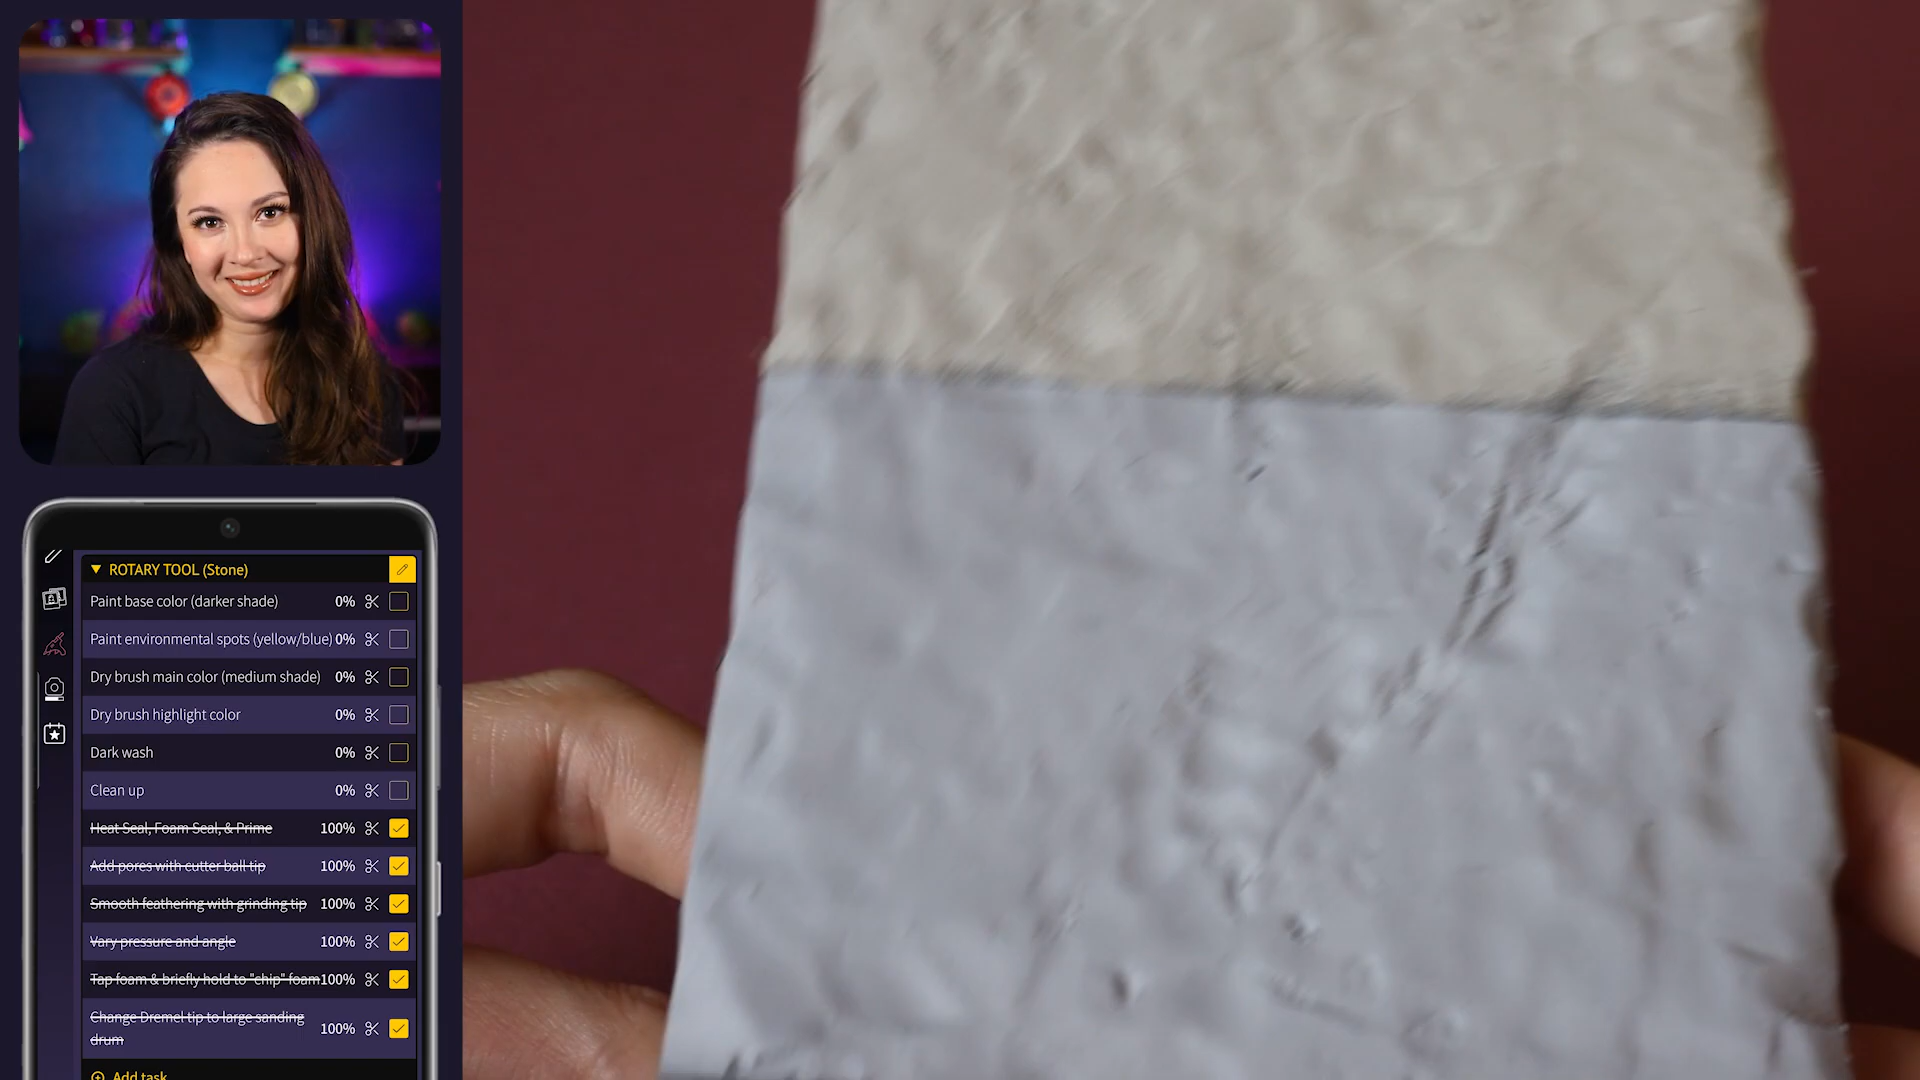 ROTARY TOOL (Stone)
Paint base color (darker shade) 0%
Paint environmental spots (yellow/blue) 0%
Dry brush main color (medium shade) 0%
Dry brush highlight color 0%
Dark wash 0%
Clean up 0%
Heat Seal, Foam Seal, & Prime 100%
Add pores with cutter ball tip 100%
Smooth feathering with grinding tip 100%
Vary pressure and angle 100%
Tap foam & briefly hold to "chip" foam 100%
Change Dremel tip to large sanding
drum 100%
Add task